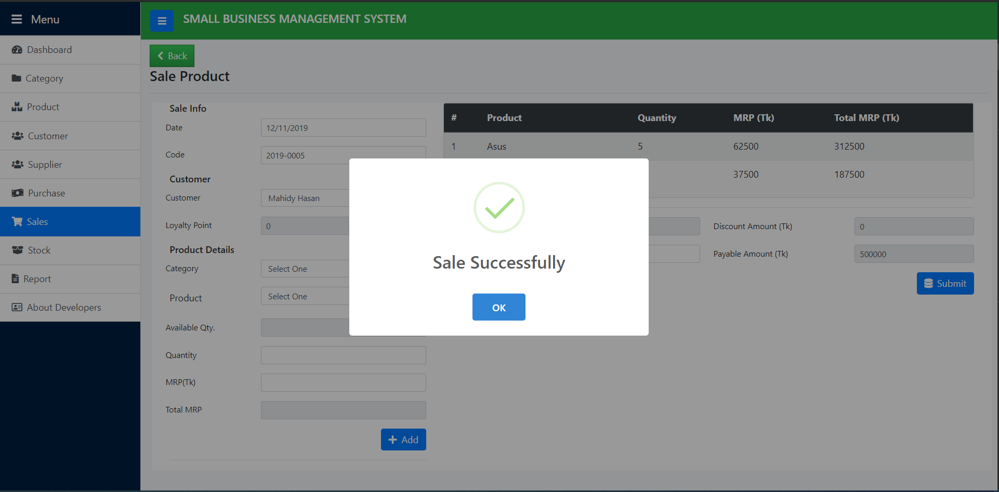 Menu
Dashboard
Category
Product
Customer
Supplier
Purchase
Sales
Stock
Report
About Developers
SMALL BUSINESS MANAGEMENT SYSTEM
Back
Sale Product
Sale Info
Date 12/11/2019
Code 2019-0005
Customer
Customer Mahidy Hasan
Loyalty Point 0
Product Details
Category Select One
Product Select One
Available Qty.
Quantity
MRP(Tk)
Total MRP
Add
# Product Quantity MRP (Tk) Total MRP (Tk)
1 Asus 5 62500 312500
37500 187500
Discount Amount (Tk) 0
Payable Amount (Tk) 500000
Submit
Sale Successfully
OK